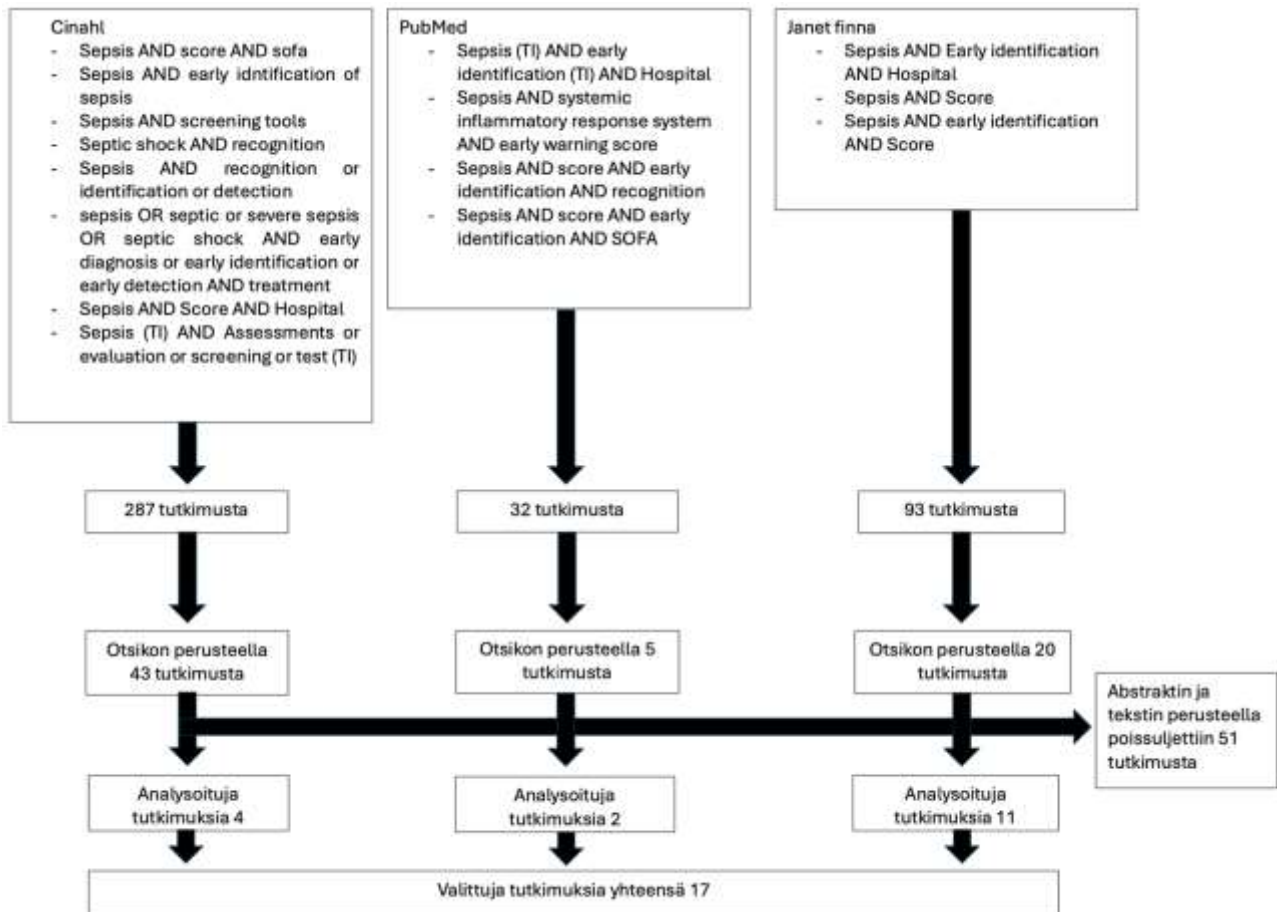 Cinahl
- Sepsis AND score AND sofa
- Sepsis AND early idntification of
sepsis
- Sepsis AND screening tools
- Septic shock AND recognition
- Sepsis AND recognition or
identification or detection
- sepsis OR septic or severe sepsis
OR septic shock AND early
diagnosis or early identification or
early detection AND treatment
- Sepsis AND Score AND Hospital
- Sepsis (TI) AND Assessments or
evaluation or screening or test (TI)
PubMed
- Sepsis (TI) AND early
identification (TI) AND Hospital
- Sepsis AND systemic
inflammatory response system
AND early warning score
- Sepsis AND score AND early
identification AND recognition
- Sepsis AND score AND early
identification AND SOFA
Janet finna
- Sepsis AND Early identification
AND Hospital
- Sepsis AND Score
- Sepsis AND early identification
AND Score
287 tutkimusta
32 tutkimusta
93 tutkimusta
Otsikon perusteella
43 tutkimusta
Otsikon perusteella 5
tutkimusta
Otsikon perusteella 20
tutkimusta
Abstraktin ja
tekstin perusteella
poissuljettiin 51
tutkimusta
Analysoituja
tutkimuksia 4
Analysoituja
tutkimuksia 2
Analysoituja
tutkimuksia 11
Valittuja tutkimuksia yhteensä 17